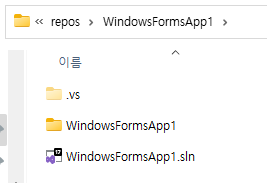 « repos > WindowsFormsApp1 >
이름
.vs
WindowsFormsApp1
WindowsFormsApp1.sln